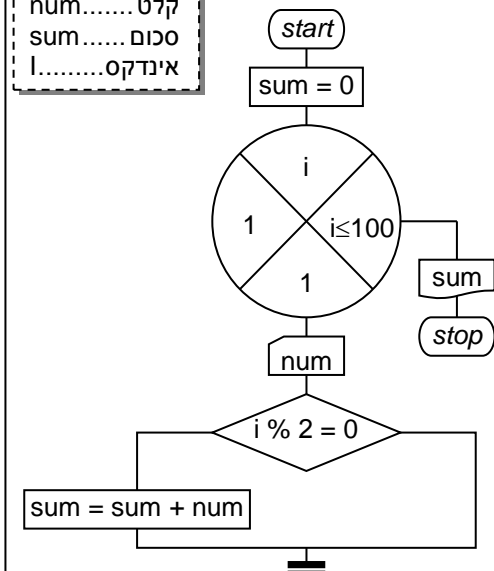 קלט.......num
סכום......sum
אינדקס.........I
start
sum = 0
i
1
i≤100
1
sum
stop
num
i % 2 = 0
sum = sum + num